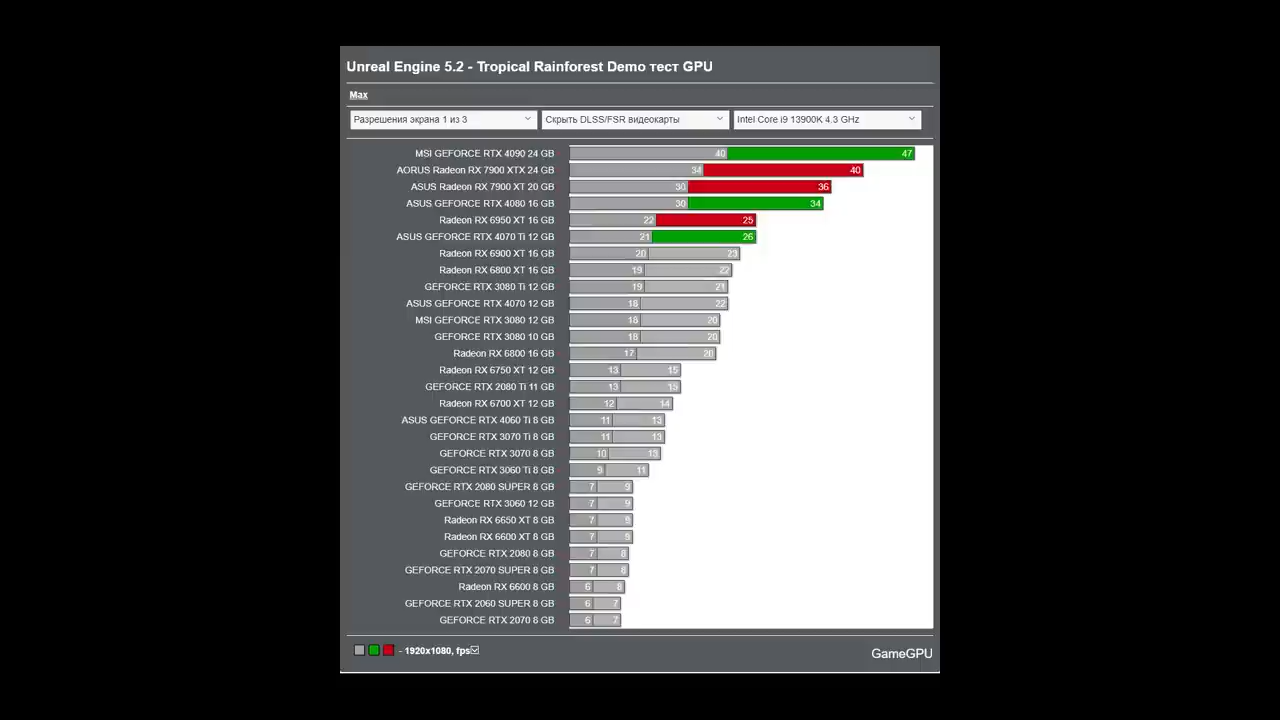 Unreal Engine 5.2 - Tropical Rainforest Demo тест GPU
Max
Разрешения экрана 1 из 3 Скрыть DLSS/FSR видеокарты Intel Core i9 13900K 4.3 GHz
MSI GEFORCE RTX 4090 24 GB 40 47
AORUS Radeon RX 7900 XTX 24 GB 34 40
ASUS Radeon RX 7900 XT 20 GB 30 36
ASUS GEFORCE RTX 4080 16 GB 30 34
Radeon RX 6950 XT 16 GB 22 25
ASUS GEFORCE RTX 4070 Ti 12 GB 21 26
Radeon RX 6900 XT 16 GB 20 23
Radeon RX 6800 XT 16 GB 19 22
GEFORCE RTX 3080 Ti 12 GB 19 21
ASUS GEFORCE RTX 4070 12 GB 18 22
MSI GEFORCE RTX 3080 12 GB 18 20
GEFORCE RTX 3080 10 GB 18 20
Radeon RX 6800 16 GB 17 20
Radeon RX 6750 XT 12 GB 13 15
GEFORCE RTX 2080 Ti 11 GB 13 15
Radeon RX 6700 XT 12 GB 12 14
ASUS GEFORCE RTX 4060 Ti 8 GB 11 13
GEFORCE RTX 3070 Ti 8 GB 11 13
GEFORCE RTX 3070 8 GB 10 13
GEFORCE RTX 3060 Ti 8 GB 9 11
GEFORCE RTX 2080 SUPER 8 GB 7 9
GEFORCE RTX 3060 12 GB 7 9
Radeon RX 6650 XT 8 GB 7 9
Radeon RX 6600 XT 8 GB 7 9
GEFORCE RTX 2080 8 GB 7 8
GEFORCE RTX 2070 SUPER 8 GB 7 8
Radeon RX 6600 8 GB 6 8
GEFORCE RTX 2060 SUPER 8 GB 6 7
GEFORCE RTX 2070 8 GB 6 7
- 1920x1080, fps
GameGPU